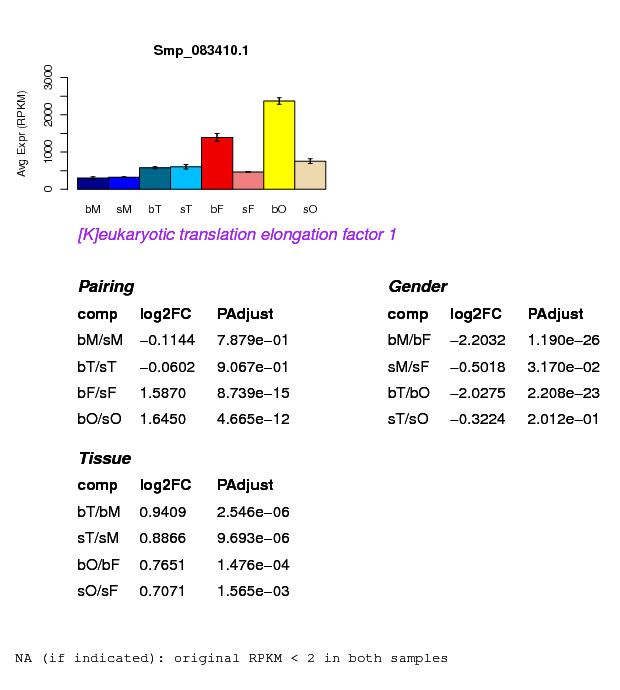 Smp_083410.1
Avg Expr (RPKM)
0 1000 2000 3000
bM sM bT sT bF sF bO sO
[K]eukaryotic translation elongation factor 1
Pairing
comp log2FC PAdjust
bM/sM −0.1144 7.879e−01
bT/sT −0.0602 9.067e−01
bF/sF 1.5870 8.739e−15
bO/sO 1.6450 4.665e−12
Gender
comp log2FC PAdjust
bM/bF −2.2032 1.190e−26
sM/sF −0.5018 3.170e−02
bT/bO −2.0275 2.208e−23
sT/sO −0.3224 2.012e−01
Tissue
comp log2FC PAdjust
bT/bM 0.9409 2.546e−06
sT/sM 0.8866 9.693e−06
bO/bF 0.7651 1.476e−04
sO/sF 0.7071 1.565e−03
NA (if indicated): original RPKM < 2 in both samples